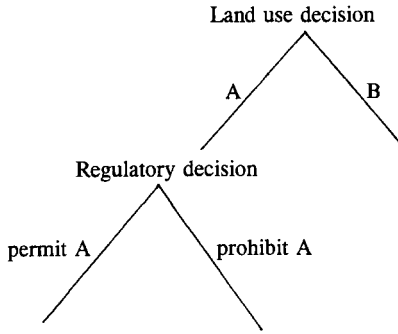 Land use decision
A
B
Regulatory decision
permit A
prohibit A